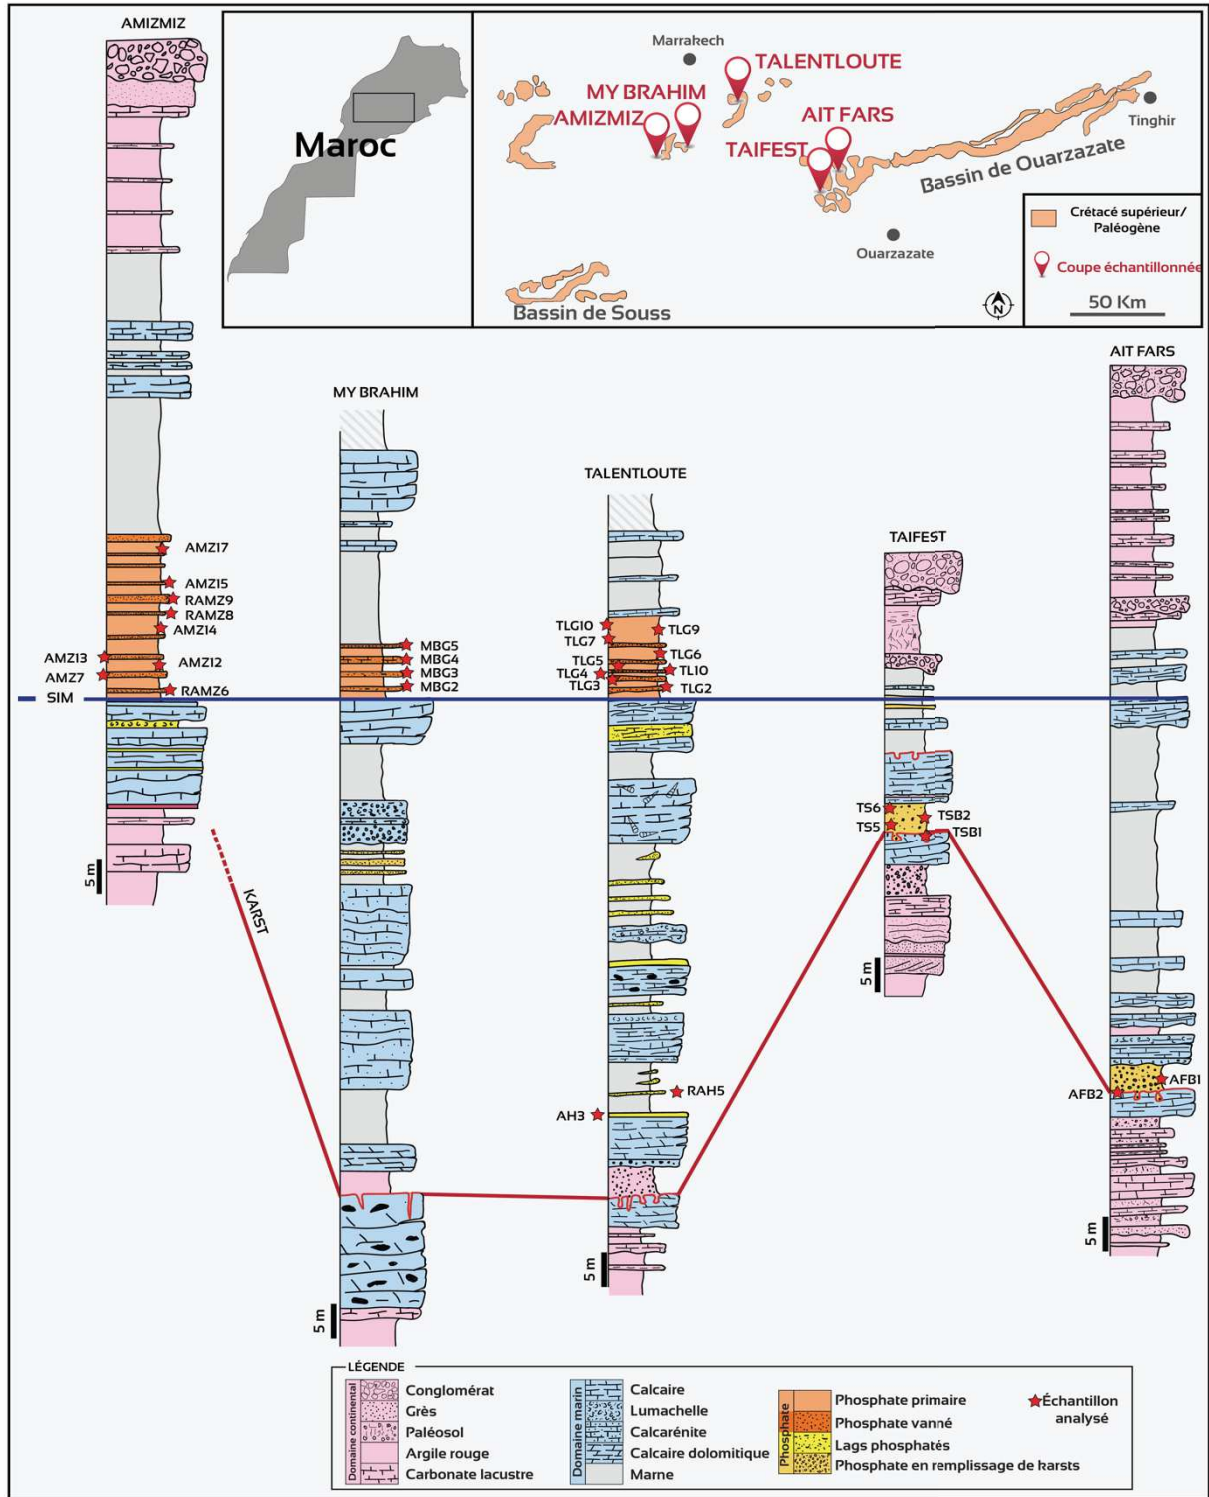 AMIZMIZ
Maroc
Marrakech
TALENTLOUTE
MY BRAHIM
AMIZMIZ
AIT FARS
TAIFEST
Tinghir
Bassin de Ouarzazate
Ouarzazate
Bassin de Souss
N
Crétacé supérieur/
Paléogène
Coupe échantillonnée
50 Km
AIT FARS
MY BRAHIM
TALENTLOUTE
TAIFEST
AMZ17
AMZ15
RAMZ9
RAMZ8
AMZ14
AMZ13
AMZ12
AMZ7
RAMZ6
SIM
MBG5
MBG4
MBG3
MBG2
TLG10
TLG9
TLG7
TLG6
TLG5
TL10
TLG4
TLG3
TLG2
TS6
TSB2
TS5
TSB1
KARST
5 m
5 m
RAH5
AH3
AFB1
AFB2
5 m
5 m
5 m
LÉGENDE
Domaine continental
Conglomérat
Grès
Paléosol
Argile rouge
Carbonate lacustre
Domaine marin
Calcaire
Lumachelle
Calcarénite
Calcaire dolomitique
Marne
Phosphate
Phosphate primaire
Phosphate vanné
Lags phosphatés
Phosphate en remplissage de karsts
Échantillon
analysé